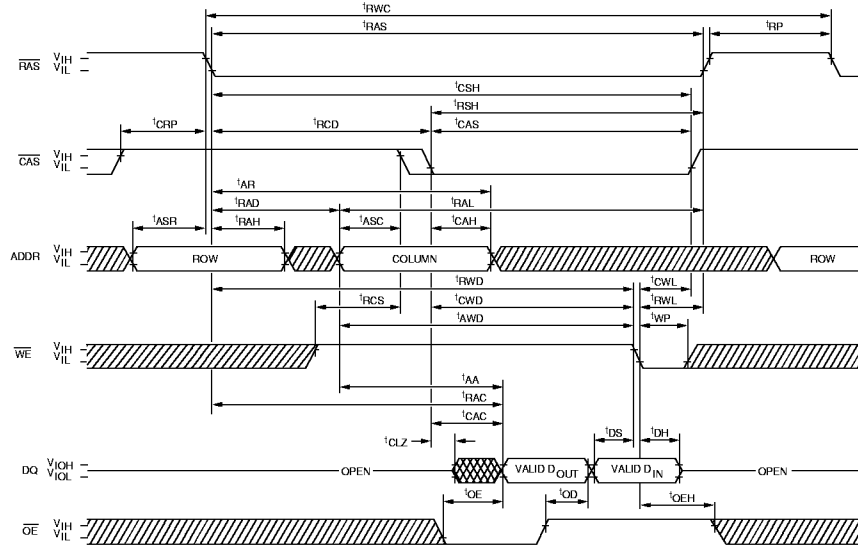 tRWC
tRAS tRP
RAS VIH
VIL
tCSH
tRSH
tCRP tRCD tCAS
CAS VIH
VIL
tAR
tRAD tRAL
tASR tRAH tASC tCAH
ADDR VIH
VIL
ROW COLUMN ROW
tRWD tCWL
tRCS tCWD tRWL
tAWD tWP
WE VIH
VIL
tAA
tRAC
tCAC
tCLZ tDS tDH
DQ VIOH
VIOL
OPEN VALID DOUT VALID DIN OPEN
tOE tOD tOEH
OE VIH
VIL